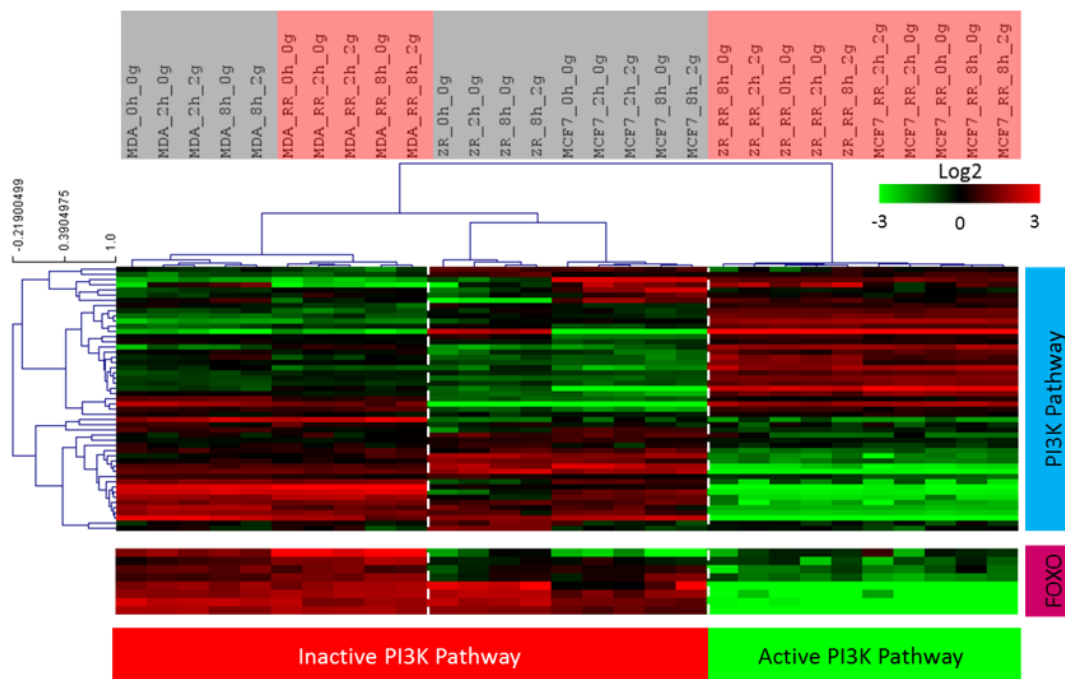 MDA_0h_0g
MDA_2h_0g
MDA_2h_2g
MDA_8h_0g
MDA_8h_2g
MDA_RR_0h_0g
MDA_RR_2h_0g
MDA_RR_2h_2g
MDA_RR_8h_0g
MDA_RR_8h_2g
ZR_0h_0g
ZR_2h_0g
ZR_8h_0g
ZR_8h_2g
MCF7_0h_0g
MCF7_2h_0g
MCF7_2h_2g
MCF7_8h_0g
MCF7_8h_2g
ZR_RR_8h_0g
ZR_RR_2h_0g
ZR_RR_0h_0g
ZR_RR_0h_0g
ZR_RR_8h_2g
MCF7_RR_2h_2g
MCF7_RR_2h_0g
MCF7_RR_0h_0g
MCF7_RR_8h_0g
MCF7_RR_8h_2g
Log2
-3 0 3
-0.21900499
0.3904975
1.0
PI3K Pathway
FOXO
Inactive PI3K Pathway
Active PI3K Pathway